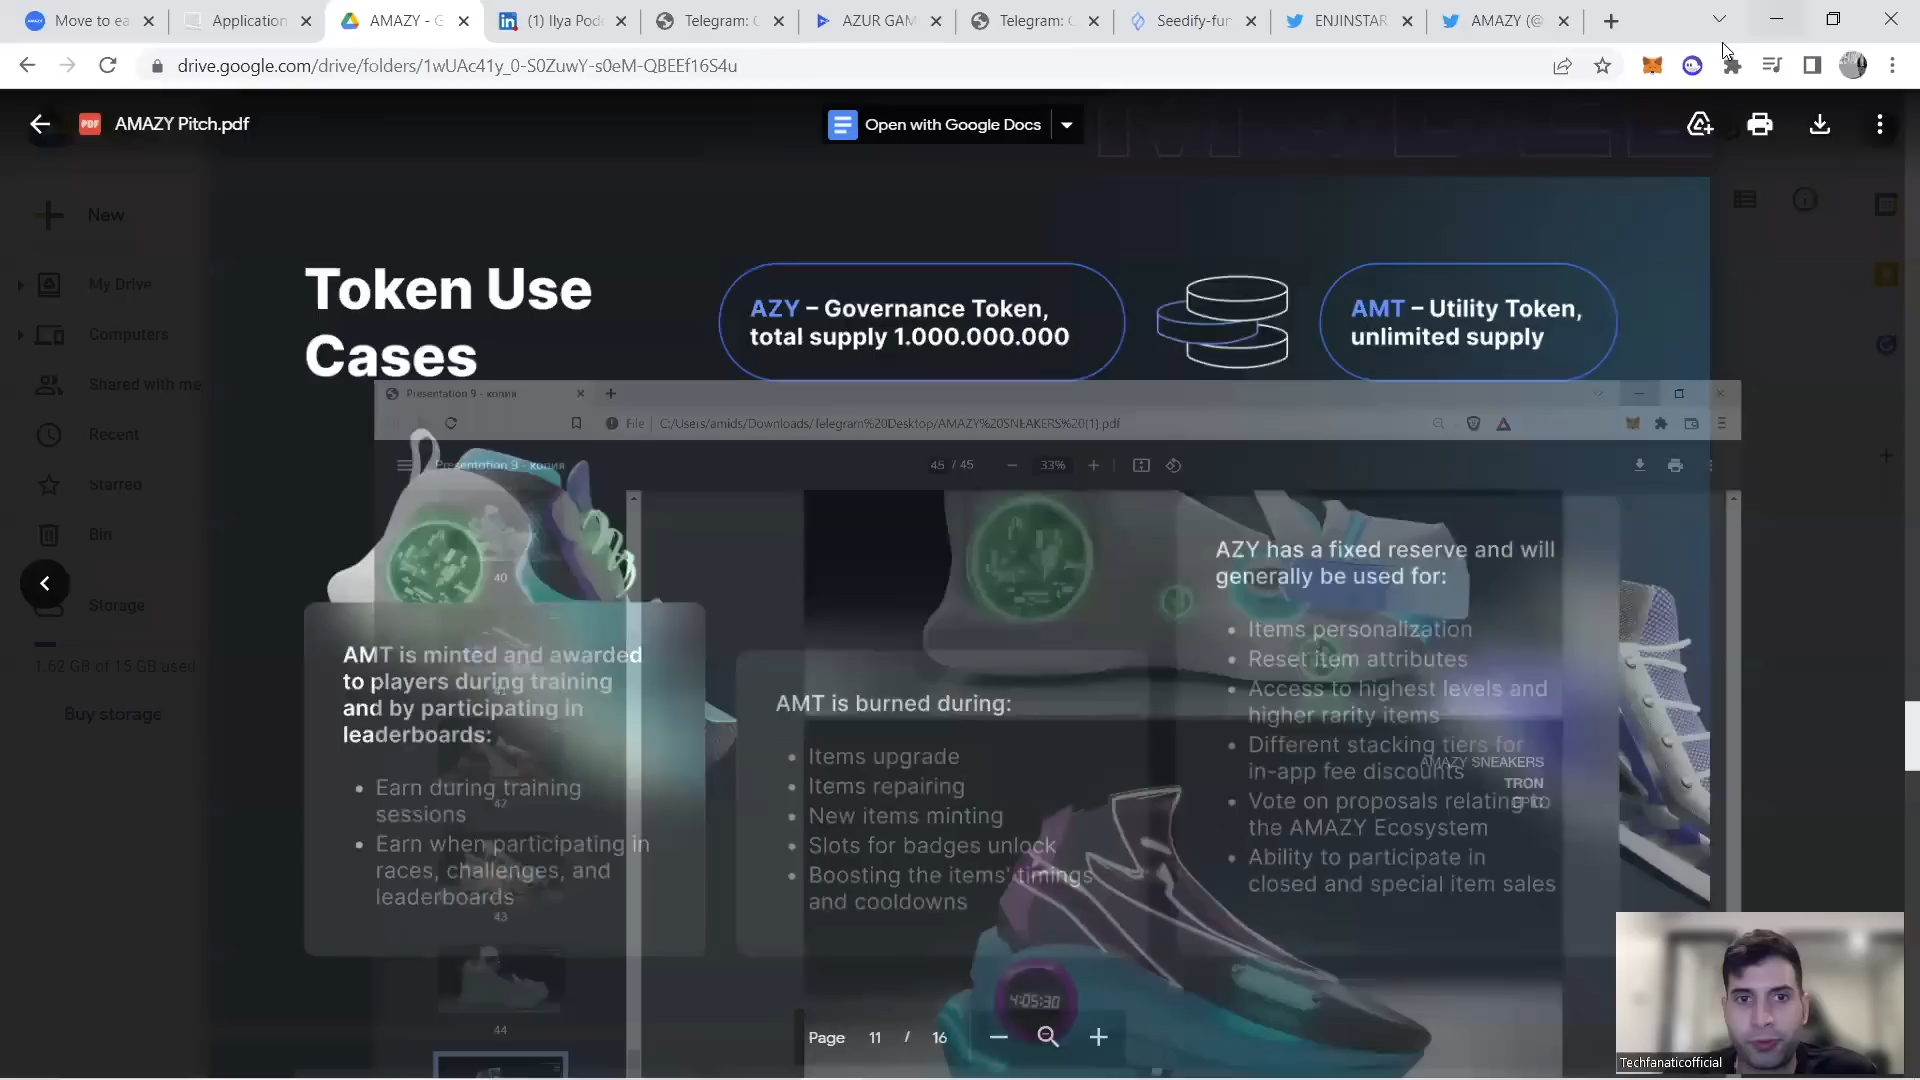 Move to ea
Application
AMAZY - G
(1) Ilya Pod
Telegram: C
AZUR GAM
Telegram: C
Seedify-fun
ENJINSTAR
AMAZY (@
drive.google.com/drive/folders/1wUAc41y_0-S0ZuwY-s0eM-QBEEf16S4u
PDF
AMAZY Pitch.pdf
Open with Google Docs
New
My Drive
Computers
Shared with me
Recent
Starred
Bin
Storage
1.62 GB of 15 GB used
Buy storage
Token Use
Cases
AZY – Governance Token,
total supply 1.000.000.000
AMT – Utility Token,
unlimited supply
Presentation 9 - копия
File
C:/Users/amids/Downloads/Telegram%20Desktop/AMAZY%20SNEAKERS%20(1).pdf
Presentation 9 - копия
45 / 45
33%
40
41
42
43
44
AMT is minted and awarded
to players during training
and by participating in
leaderboards:
• Earn during training
sessions
• Earn when participating in
races, challenges, and
leaderboards
AMT is burned during:
• Items upgrade
• Items repairing
• New items minting
• Slots for badges unlock
• Boosting the items' timings
and cooldowns
AZY has a fixed reserve and will
generally be used for:
• Items personalization
• Reset item attributes
• Access to highest levels and
higher rarity items
• Different stacking tiers for
in-app fee discounts
• Vote on proposals relating to
the AMAZY Ecosystem
• Ability to participate in
closed and special item sales
AMAZY SNEAKERS
TRON
EPIC
4:05:30
Page 11 / 16
Techfanaticofficial